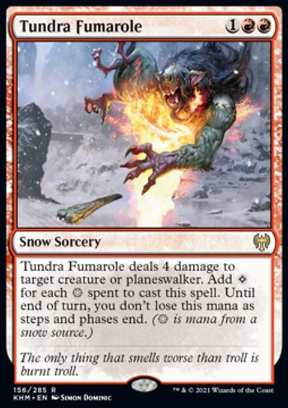 Tundra Fumarole 1
Snow Sorcery
Tundra Fumarole deals 4 damage to
target creature or planeswalker. Add
for each spent to cast this spell. Until
end of turn, you don't lose this mana as
steps and phases end. ( is mana from a
snow source.)
The only thing that smells worse than troll is
burnt troll.
156/285 R
KHM • EN SIMON DOMINIC
™ & © 2021 Wizards of the Coast